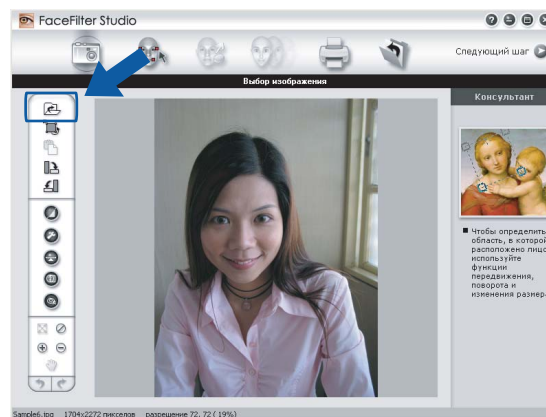 FaceFilter Studio
Следующий шаг
Выбор изображения
Консультант
Чтобы определить
область, в которой
расположено лицо
используйте
функции
передвижения,
поворота и
изменения размера
Sample6.jpg 1704x2272 пикселов разрешение 72, 72 ( 19%)